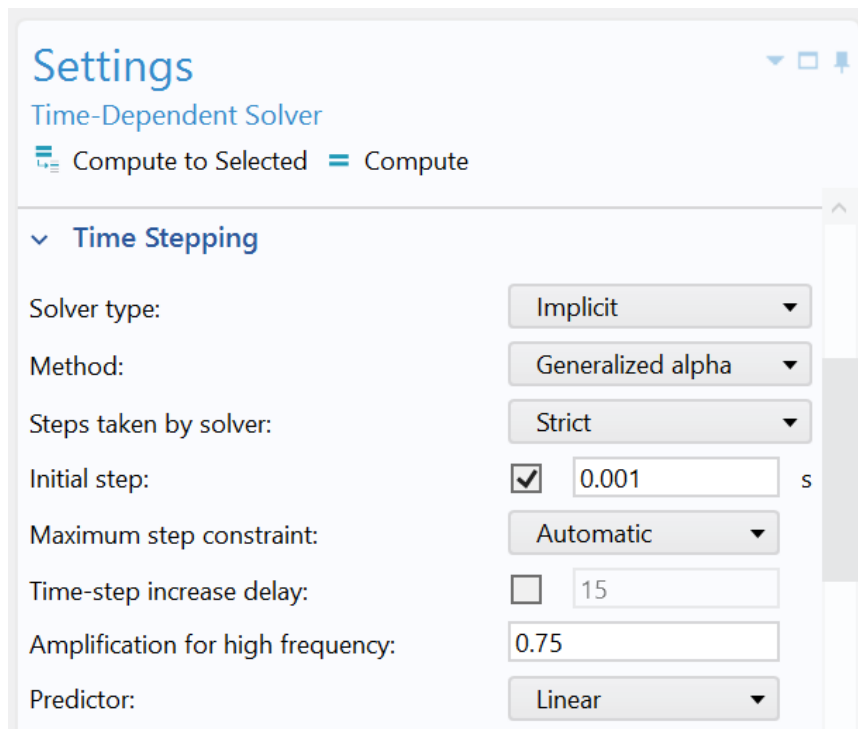 Settings
Time-Dependent Solver
Compute to Selected = Compute
Time Stepping
Solver type: Implicit
Method: Generalized alpha
Steps taken by solver: Strict
Initial step: 0.001 s
Maximum step constraint: Automatic
Time-step increase delay: 15
Amplification for high frequency: 0.75
Predictor: Linear